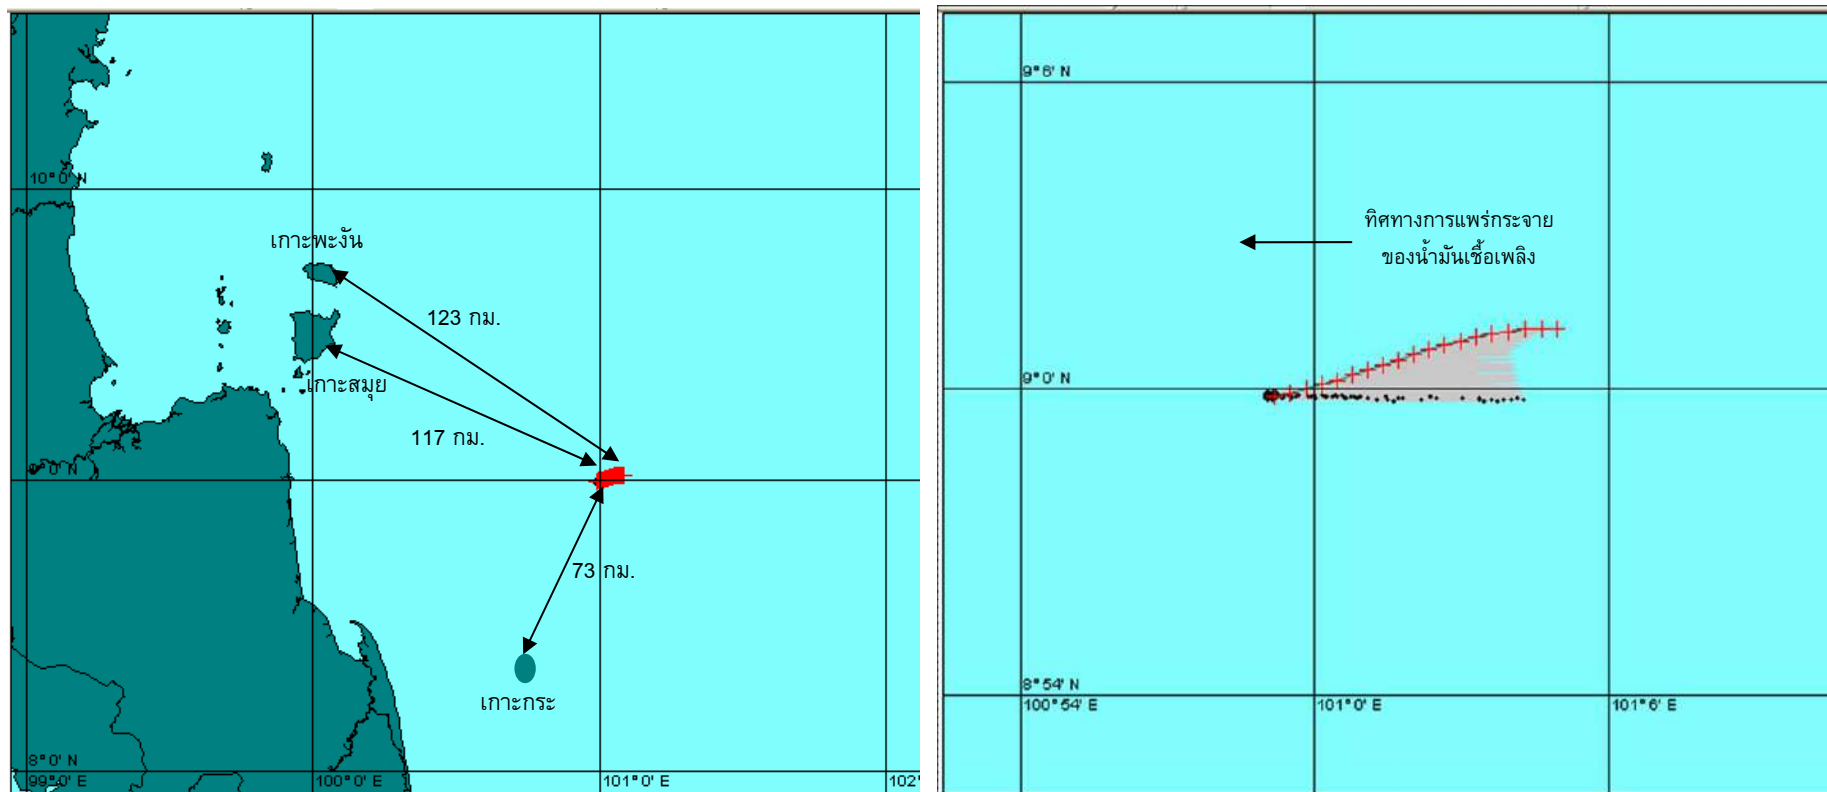 10°0' N
เกาะพะงัน
123 กม.
เกาะสมุย
117 กม.
9°0' N
73 กม.
เกาะกระ
8°0' N
99°0' E
100°0' E
101°0' E
102°
9°6' N
ทิศทางการแพร่กระจาย
ของน้ำมันเชื้อเพลิง
9°0' N
8°54' N
100°54' E
101°0' E
101°6' E